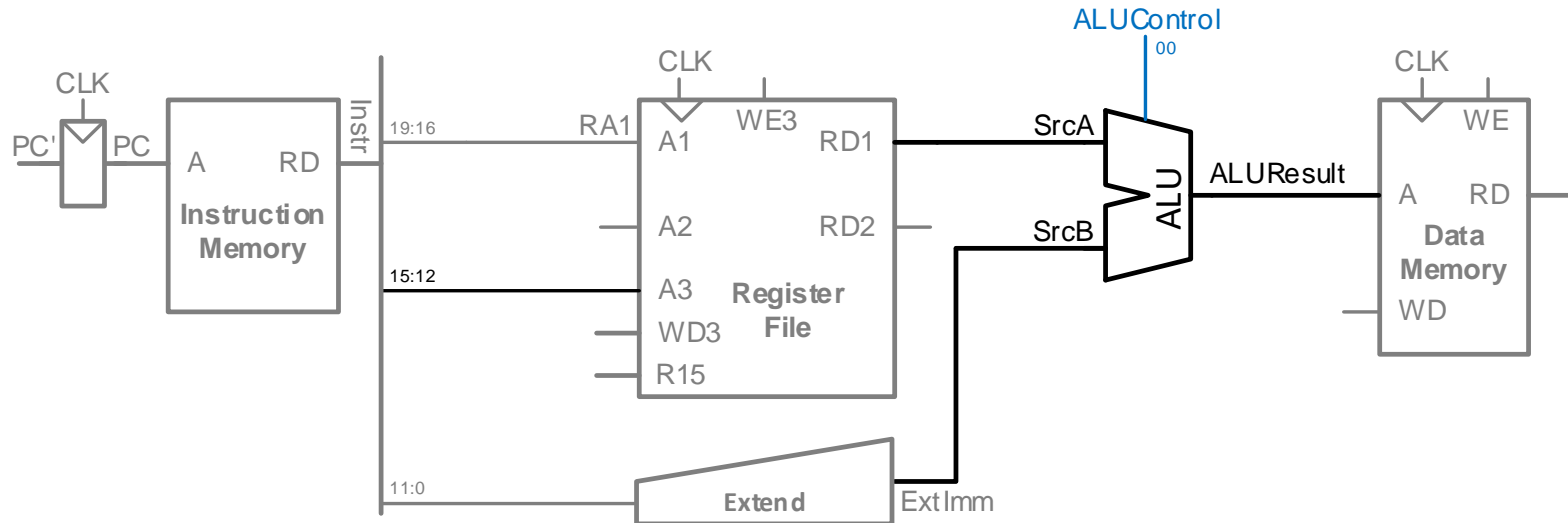 ALUControl
00
CLK
CLK
CLK
Instr
19:16
RA1
A1
WE3
RD1
SrcA
WE
PC'
PC
A
RD
ALU
ALUResult
A
RD
Instruction
Memory
A2
RD2
SrcB
Data
Memory
15:12
A3
Register
File
WD
WD3
R15
11:0
Extend
ExtImm